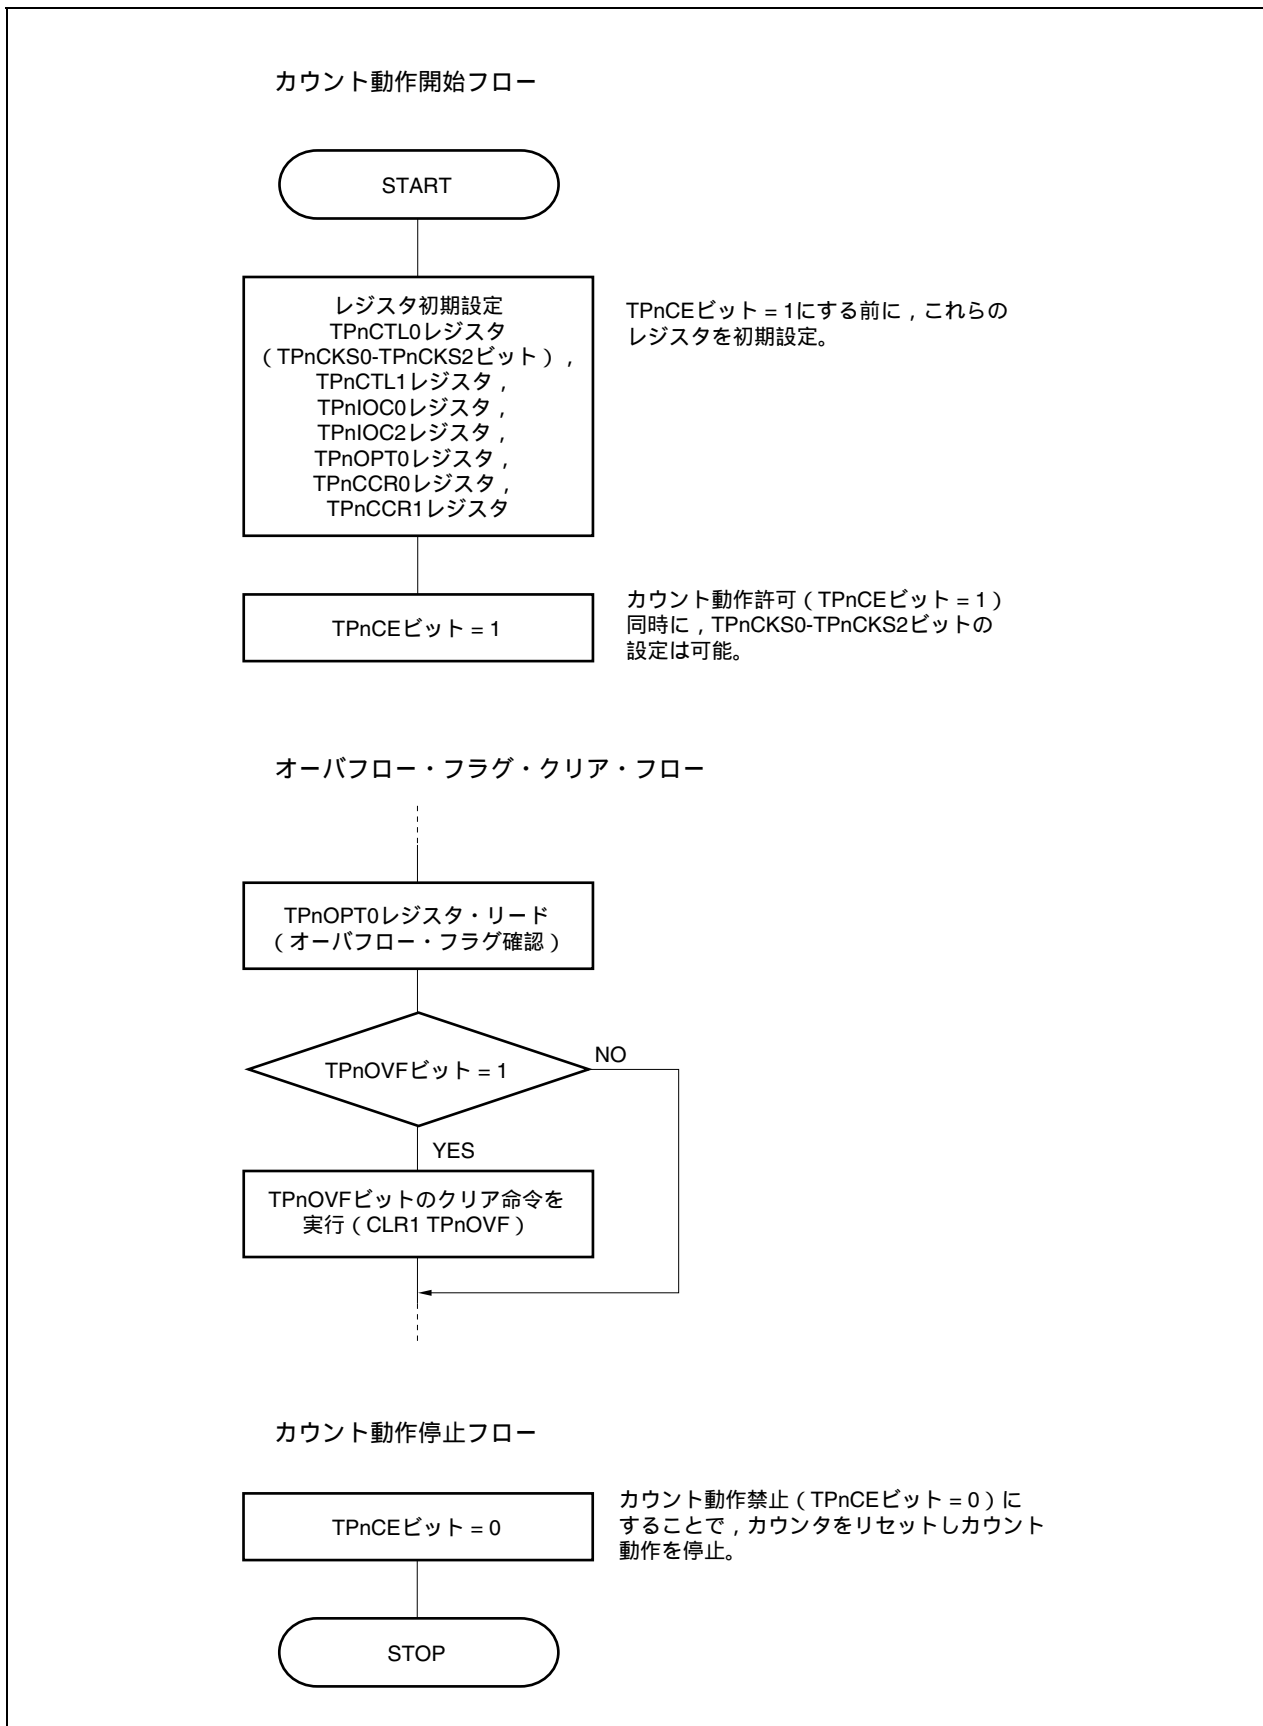 カウント動作開始フロー
START
レジスタ初期設定
TPnCTL0レジスタ
（TPnCKS0-TPnCKS2ビット），
TPnCTL1レジスタ，
TPnIOC0レジスタ，
TPnIOC2レジスタ，
TPnOPT0レジスタ，
TPnCCR0レジスタ，
TPnCCR1レジスタ
TPnCEビット = 1にする前に，これらの
レジスタを初期設定。
TPnCEビット = 1
カウント動作許可（TPnCEビット = 1）
同時に，TPnCKS0-TPnCKS2ビットの
設定は可能。
オーバフロー・フラグ・クリア・フロー
TPnOPT0レジスタ・リード
（オーバフロー・フラグ確認）
TPnOVFビット = 1
NO
YES
TPnOVFビットのクリア命令を
実行（CLR1 TPnOVF）
カウント動作停止フロー
TPnCEビット = 0
カウント動作禁止（TPnCEビット = 0）に
することで，カウンタをリセットしカウント
動作を停止。
STOP